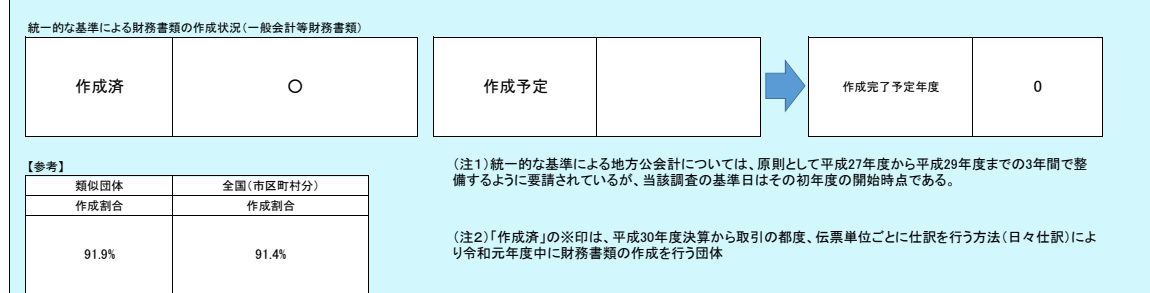 統一的な基準による財務書類の作成状況(一般会計等財務書類)
作成済 ○ 作成予定 作成完了予定年度 0
【参考】
類似団体 全国(市区町村分)
作成割合 作成割合
91.9% 91.4%
(注1)統一的な基準による地方公会計については、原則として平成27年度から平成29年度までの3年間で整
備するように要請されているが、当該調査の基準日はその初年度の開始時点である。
(注2)「作成済」の※印は、平成30年度決算から取引の都度、伝票単位ごとに仕訳を行う方法(日々仕訳)によ
り令和元年度中に財務書類の作成を行う団体